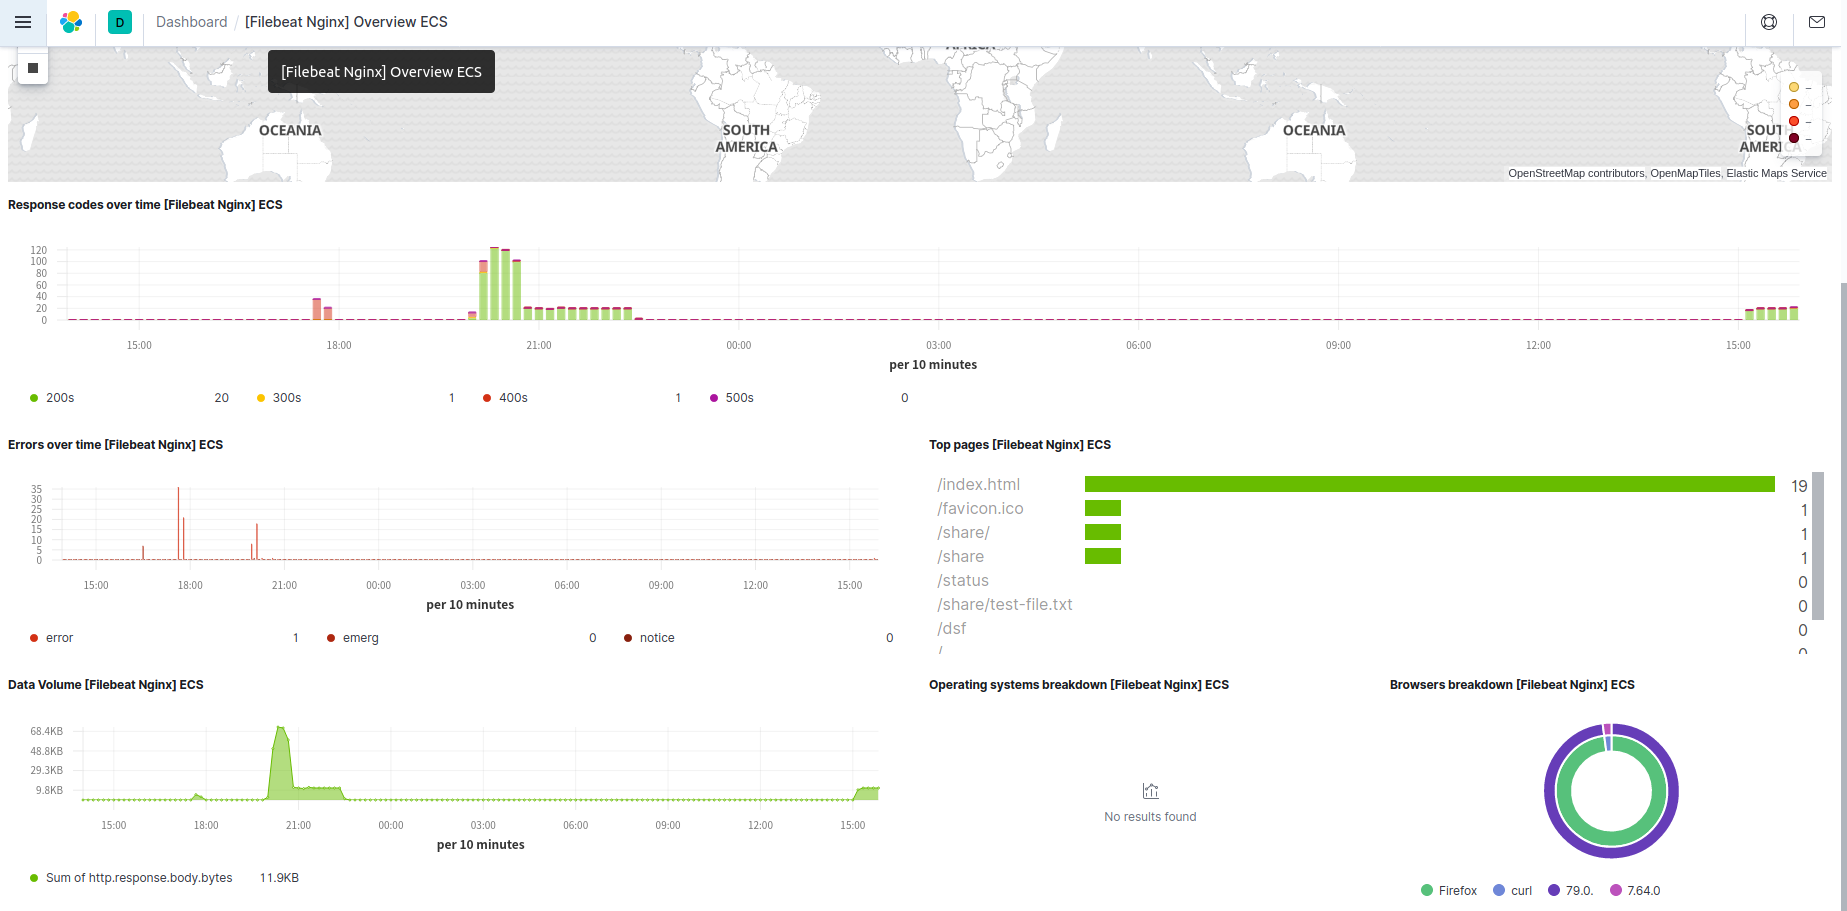 D
Dashboard / [Filebeat Nginx] Overview ECS
[Filebeat Nginx] Overview ECS
OCEANIA
SOUTH
AMERICA
OCEANIA
–
–
–
–
OpenStreetMap contributors, OpenMapTiles, Elastic Maps Service
Response codes over time [Filebeat Nginx] ECS
120
100
80
60
40
20
0
15:00 18:00 21:00 00:00 03:00 06:00 09:00 12:00 15:00
per 10 minutes
200s 20 300s 1 400s 1 500s 0
Errors over time [Filebeat Nginx] ECS
35
30
25
20
15
10
5
0
15:00 18:00 21:00 00:00 03:00 06:00 09:00 12:00 15:00
per 10 minutes
error 1 emerg 0 notice 0
Top pages [Filebeat Nginx] ECS
/index.html 19
/favicon.ico 1
/share/ 1
/share 1
/status 0
/share/test-file.txt 0
/dsf 0
Data Volume [Filebeat Nginx] ECS
68.4KB
48.8KB
29.3KB
9.8KB
15:00 18:00 21:00 00:00 03:00 06:00 09:00 12:00 15:00
per 10 minutes
Sum of http.response.body.bytes 11.9KB
Operating systems breakdown [Filebeat Nginx] ECS
No results found
Browsers breakdown [Filebeat Nginx] ECS
Firefox curl 79.0. 7.64.0